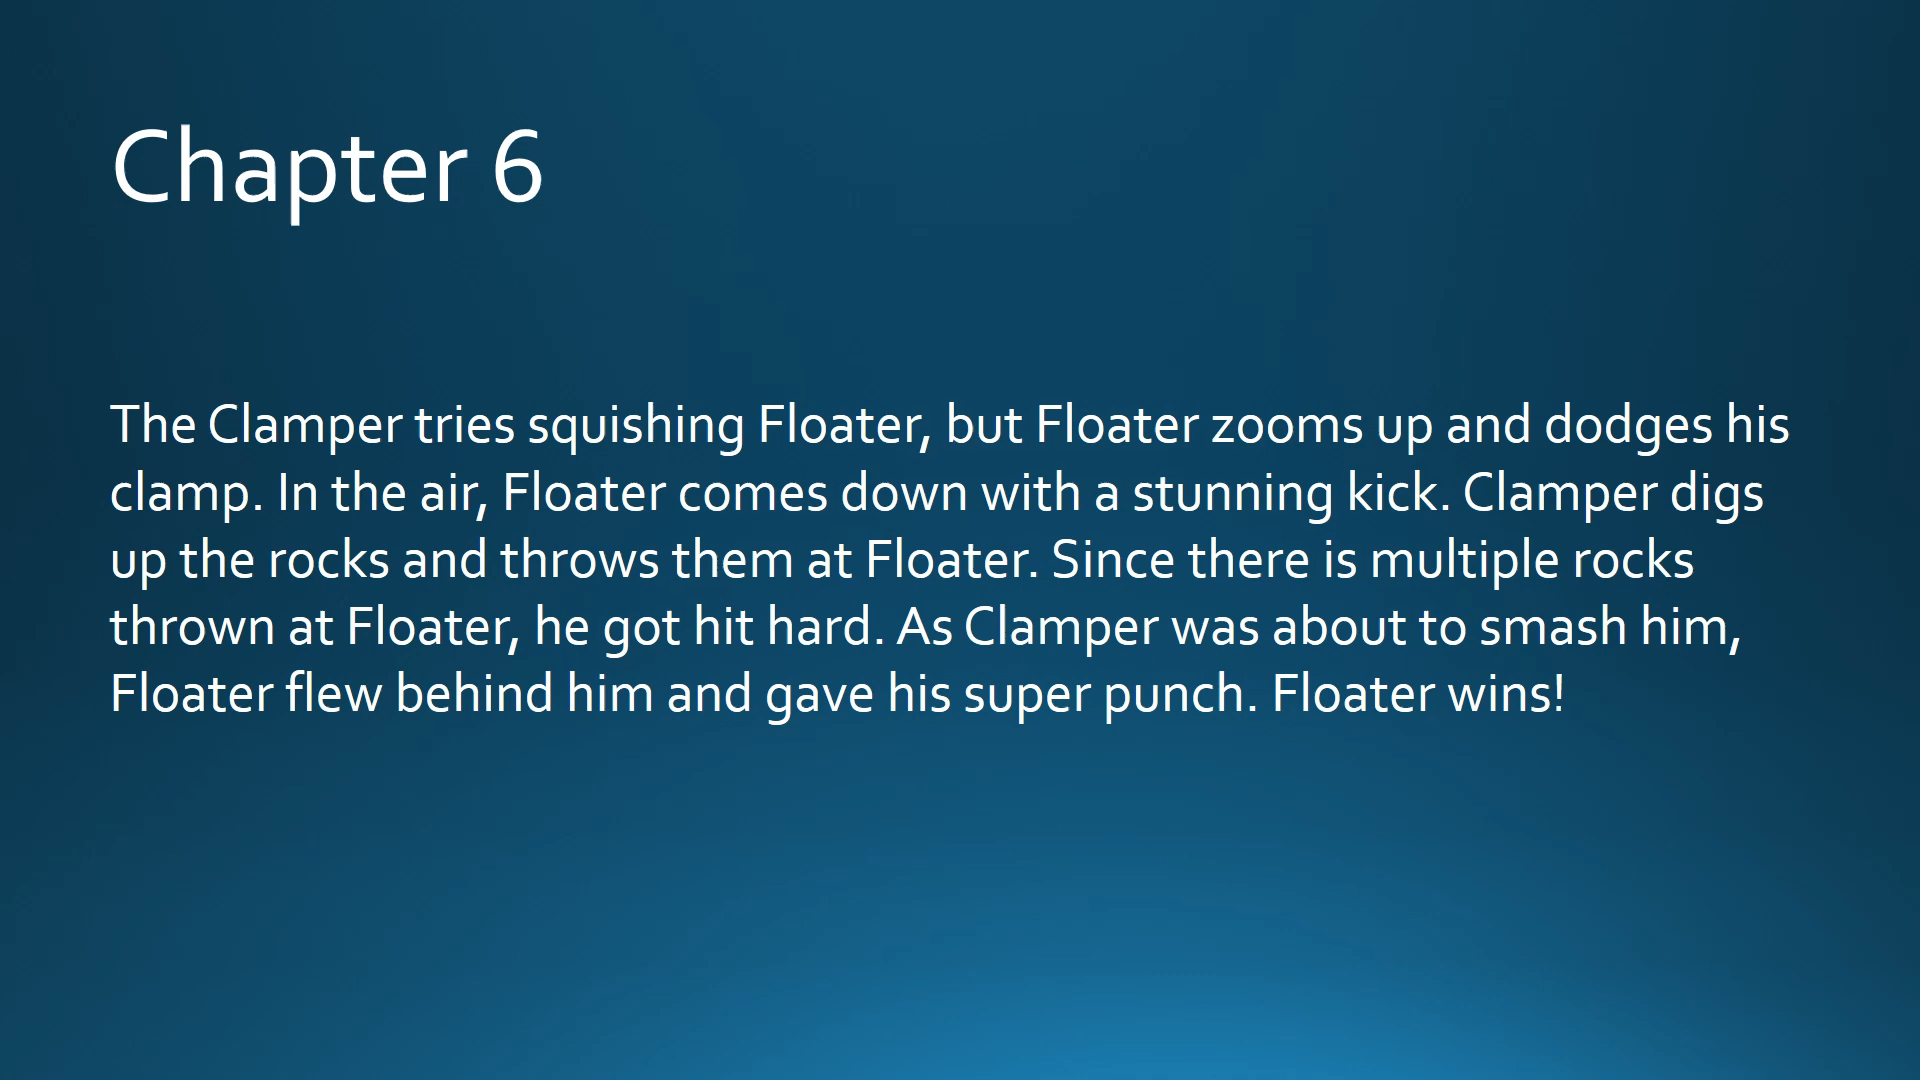 Chapter 6
The Clamper tries squishing Floater, but Floater zooms up and dodges his
clamp. In the air, Floater comes down with a stunning kick. Clamper digs
up the rocks and throws them at Floater. Since there is multiple rocks
thrown at Floater, he got hit hard. As Clamper was about to smash him,
Floater flew behind him and gave his super punch. Floater wins!